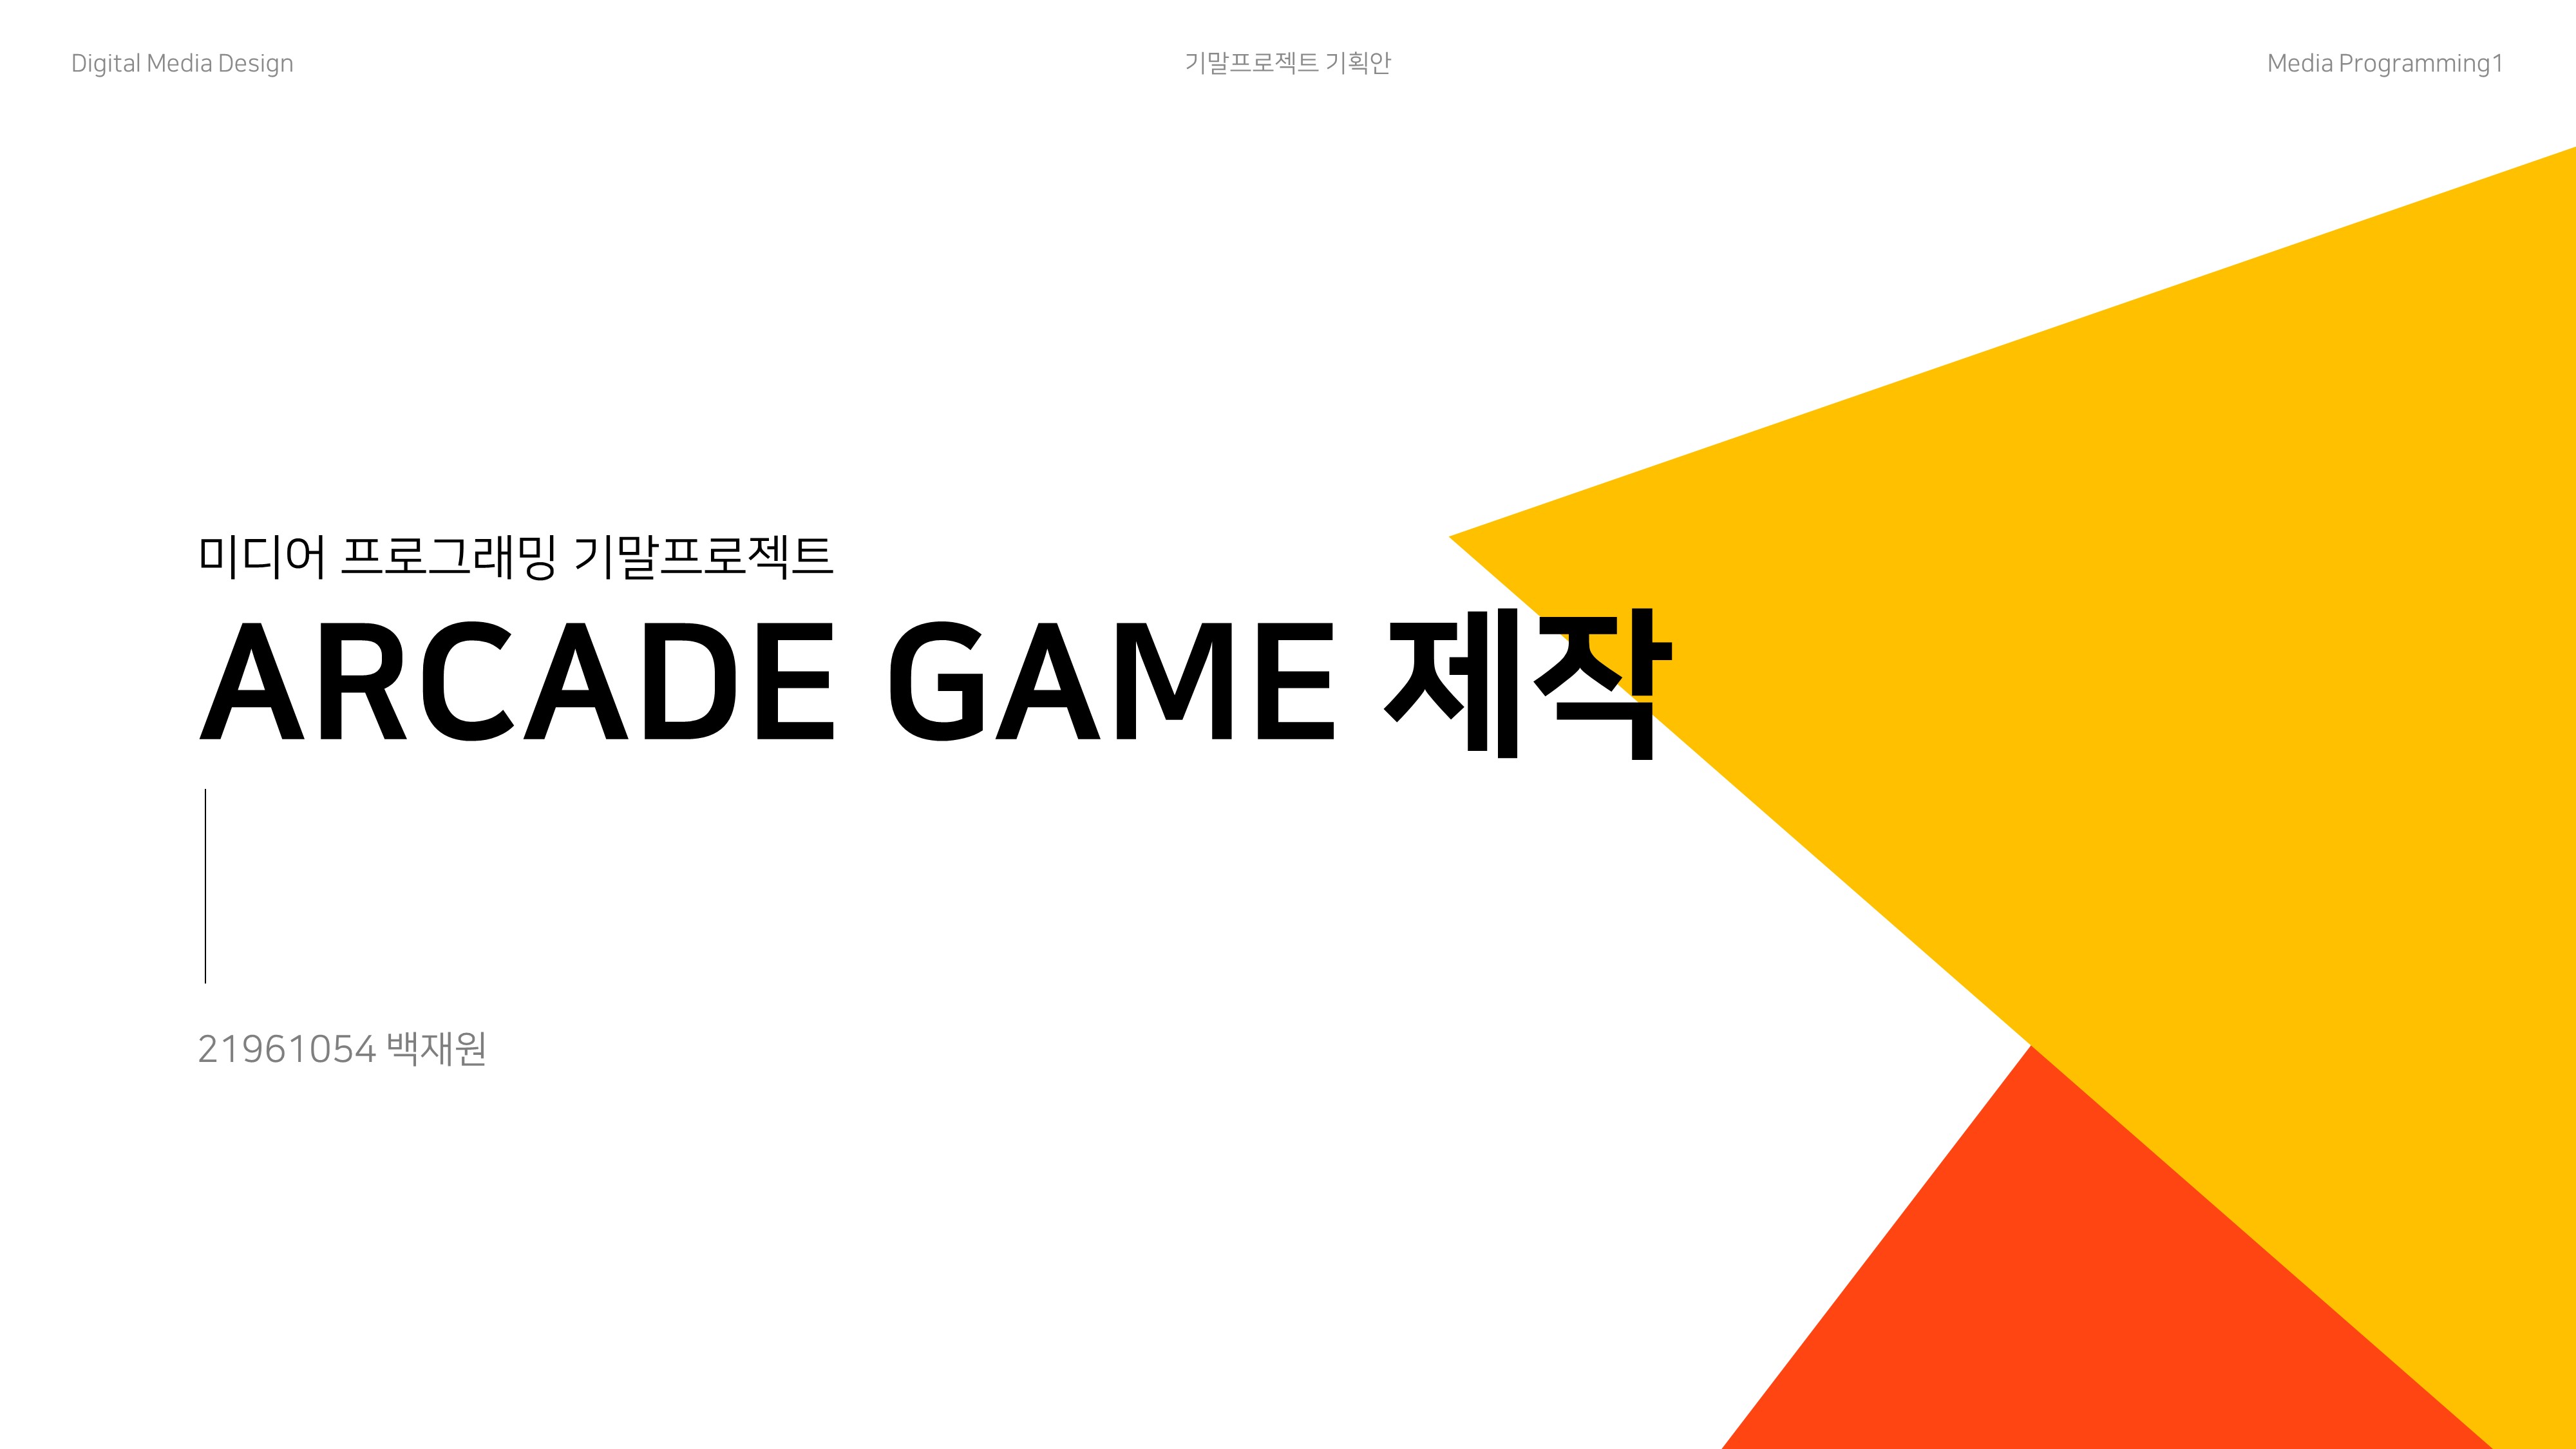 Digital Media Design
기말프로젝트 기획안
Media Programming1
미디어 프로그래밍 기말프로젝트
ARCADE GAME 제작
21961054 백재원